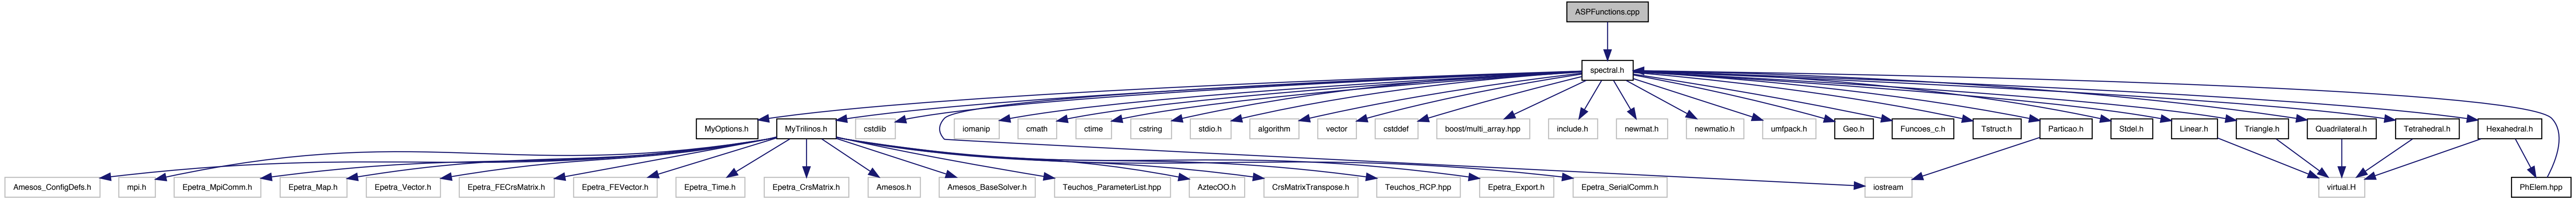 ASPFunctions.cpp
spectral.h
MyOptions.h
MyTrilinos.h
cstdlib
iomanip
cmath
ctime
cstring
stdio.h
algorithm
vector
cstddef
boost/multi_array.hpp
include.h
newmat.h
newmatio.h
umfpack.h
Geo.h
Funcoes_c.h
Tstruct.h
Particao.h
Stdel.h
Linear.h
Triangle.h
Quadrilateral.h
Tetrahedral.h
Hexahedral.h
Amesos_ConfigDefs.h
mpi.h
Epetra_MpiComm.h
Epetra_Map.h
Epetra_Vector.h
Epetra_FECrsMatrix.h
Epetra_FEVector.h
Epetra_Time.h
Epetra_CrsMatrix.h
Amesos.h
Amesos_BaseSolver.h
Teuchos_ParameterList.hpp
AztecOO.h
CrsMatrixTranspose.h
Teuchos_RCP.hpp
Epetra_Export.h
Epetra_SerialComm.h
iostream
virtual.H
PhElem.hpp